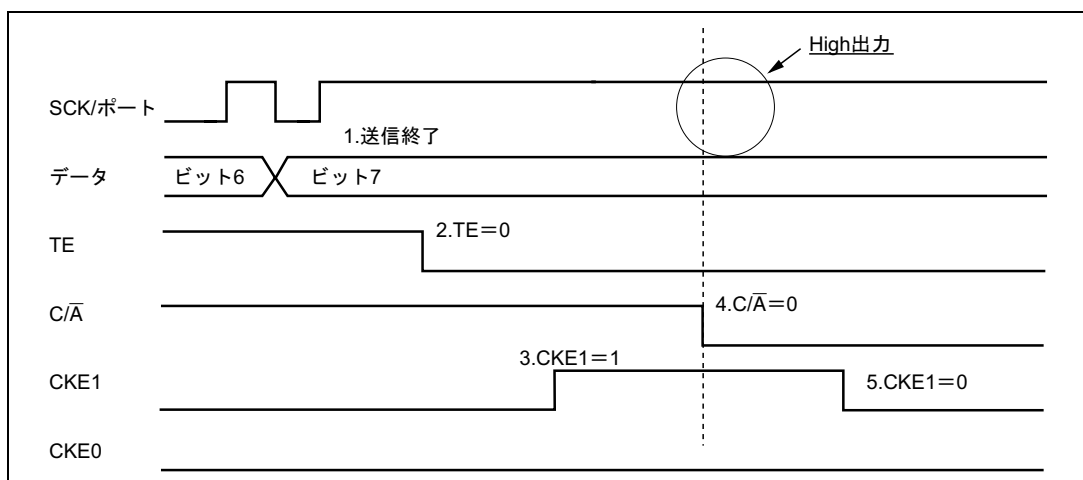 High出力
SCK/ポート
1.送信終了
データ
ビット6
ビット7
TE
2.TE＝0
C/A̅
4.C/A̅＝0
3.CKE1＝1
CKE1
5.CKE1＝0
CKE0